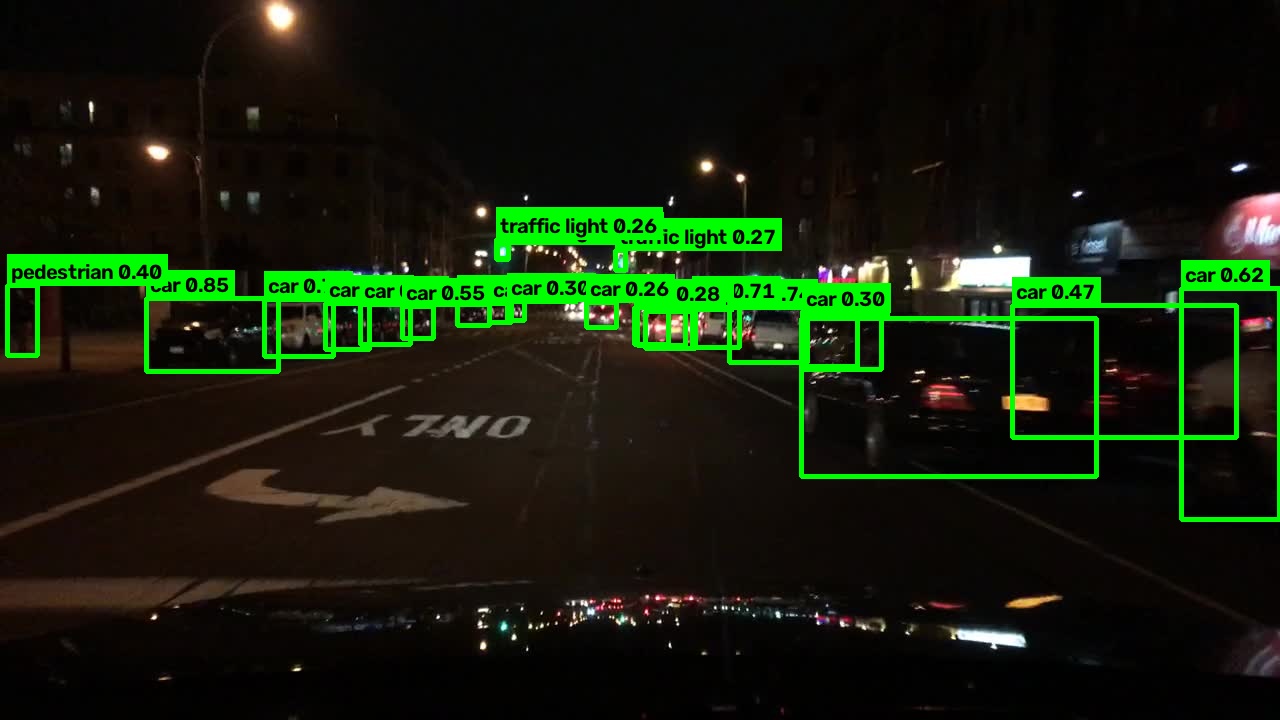 traffic light 0.26
traffic light 0.27
pedestrian 0.40
car 0.85
car 0.
car
car
car 0.55
car 0.30
car 0.26
0.28
0.71
car 0.30
car 0.47
car 0.62
ONLY